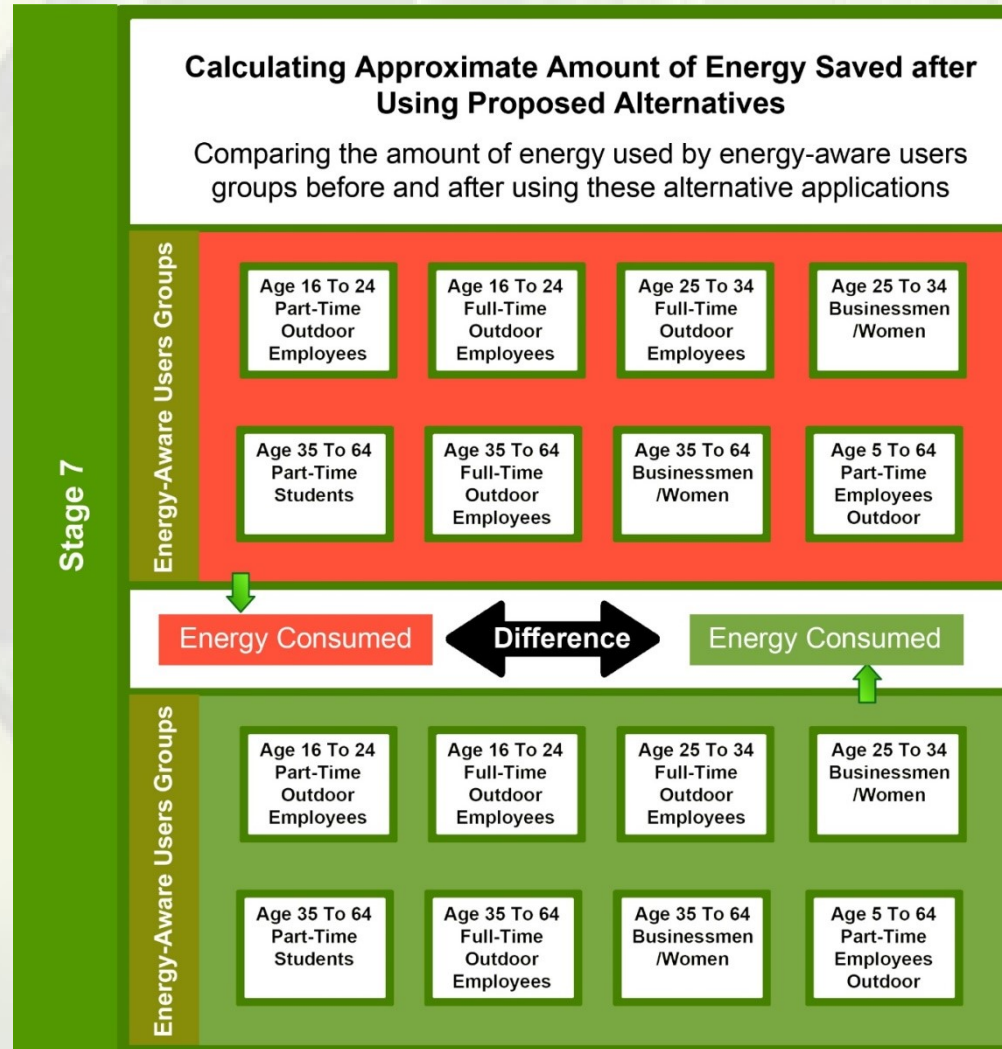 Stage 7
Calculating Approximate Amount of Energy Saved after
Using Proposed Alternatives
Comparing the amount of energy used by energy-aware users
groups before and after using these alternative applications
Energy-Aware Users Groups
Age 16 To 24
Part-Time
Outdoor
Employees
Age 16 To 24
Full-Time
Outdoor
Employees
Age 25 To 34
Full-Time
Outdoor
Employees
Age 25 To 34
Businessmen
/Women
Age 35 To 64
Part-Time
Students
Age 35 To 64
Full-Time
Outdoor
Employees
Age 35 To 64
Businessmen
/Women
Age 5 To 64
Part-Time
Employees
Outdoor
Energy Consumed
Difference
Energy Consumed
Energy-Aware Users Groups
Age 16 To 24
Part-Time
Outdoor
Employees
Age 16 To 24
Full-Time
Outdoor
Employees
Age 25 To 34
Full-Time
Outdoor
Employees
Age 25 To 34
Businessmen
/Women
Age 35 To 64
Part-Time
Students
Age 35 To 64
Full-Time
Outdoor
Employees
Age 35 To 64
Businessmen
/Women
Age 5 To 64
Part-Time
Employees
Outdoor